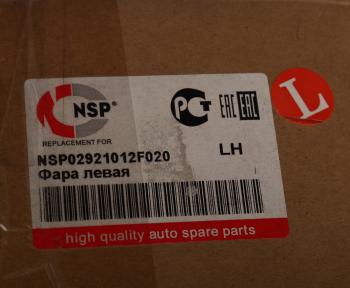 NSP®
REPLACEMENT FOR
NSP02921012F020
Фара левая
LH
РСТ
EAC EAC
L
high quality auto spare parts